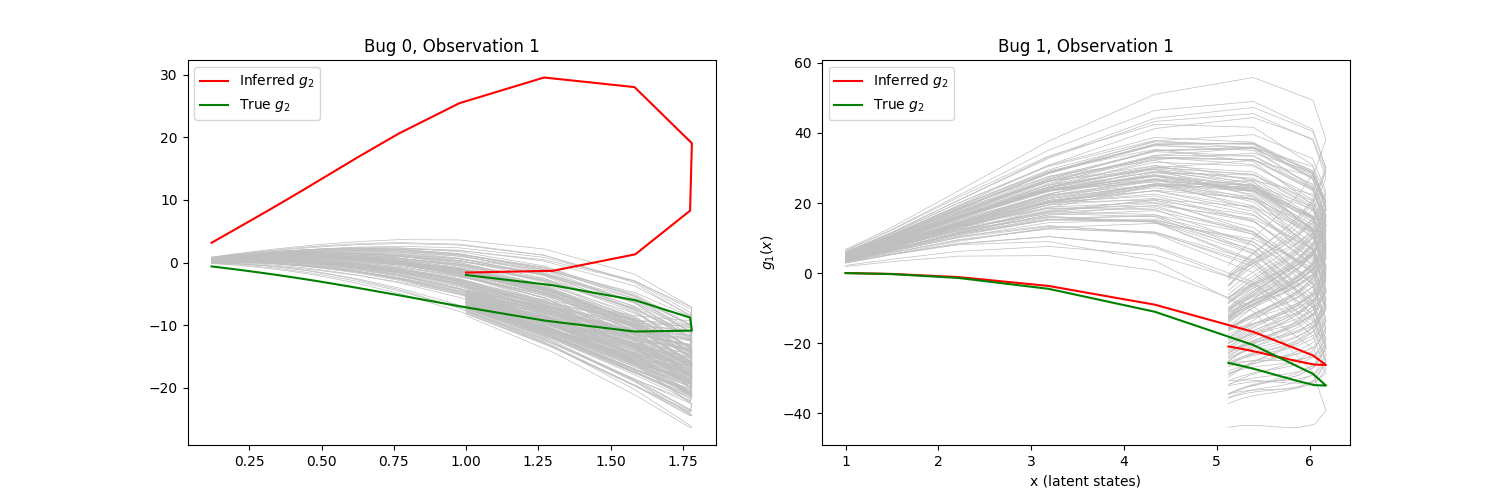 Bug 0, Observation 1
Inferred g₂
True g₂
30
20
10
0
−10
−20
0.25 0.50 0.75 1.00 1.25 1.50 1.75
Bug 1, Observation 1
Inferred g₂
True g₂
60
40
20
0
−20
−40
g₁(x)
1 2 3 4 5 6
x (latent states)